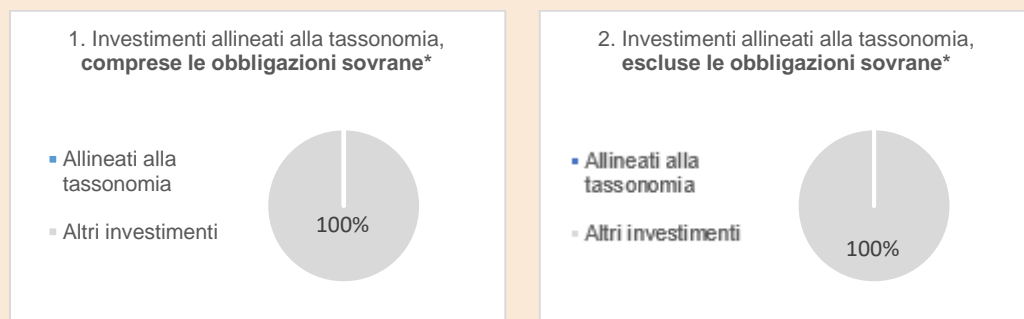 1. Investimenti allineati alla tassonomia,
comprese le obbligazioni sovrane*
Allineati alla
tassonomia
Altri investimenti
100%
2. Investimenti allineati alla tassonomia,
escluse le obbligazioni sovrane*
Allineati alla
tassonomia
Altri investimenti
100%